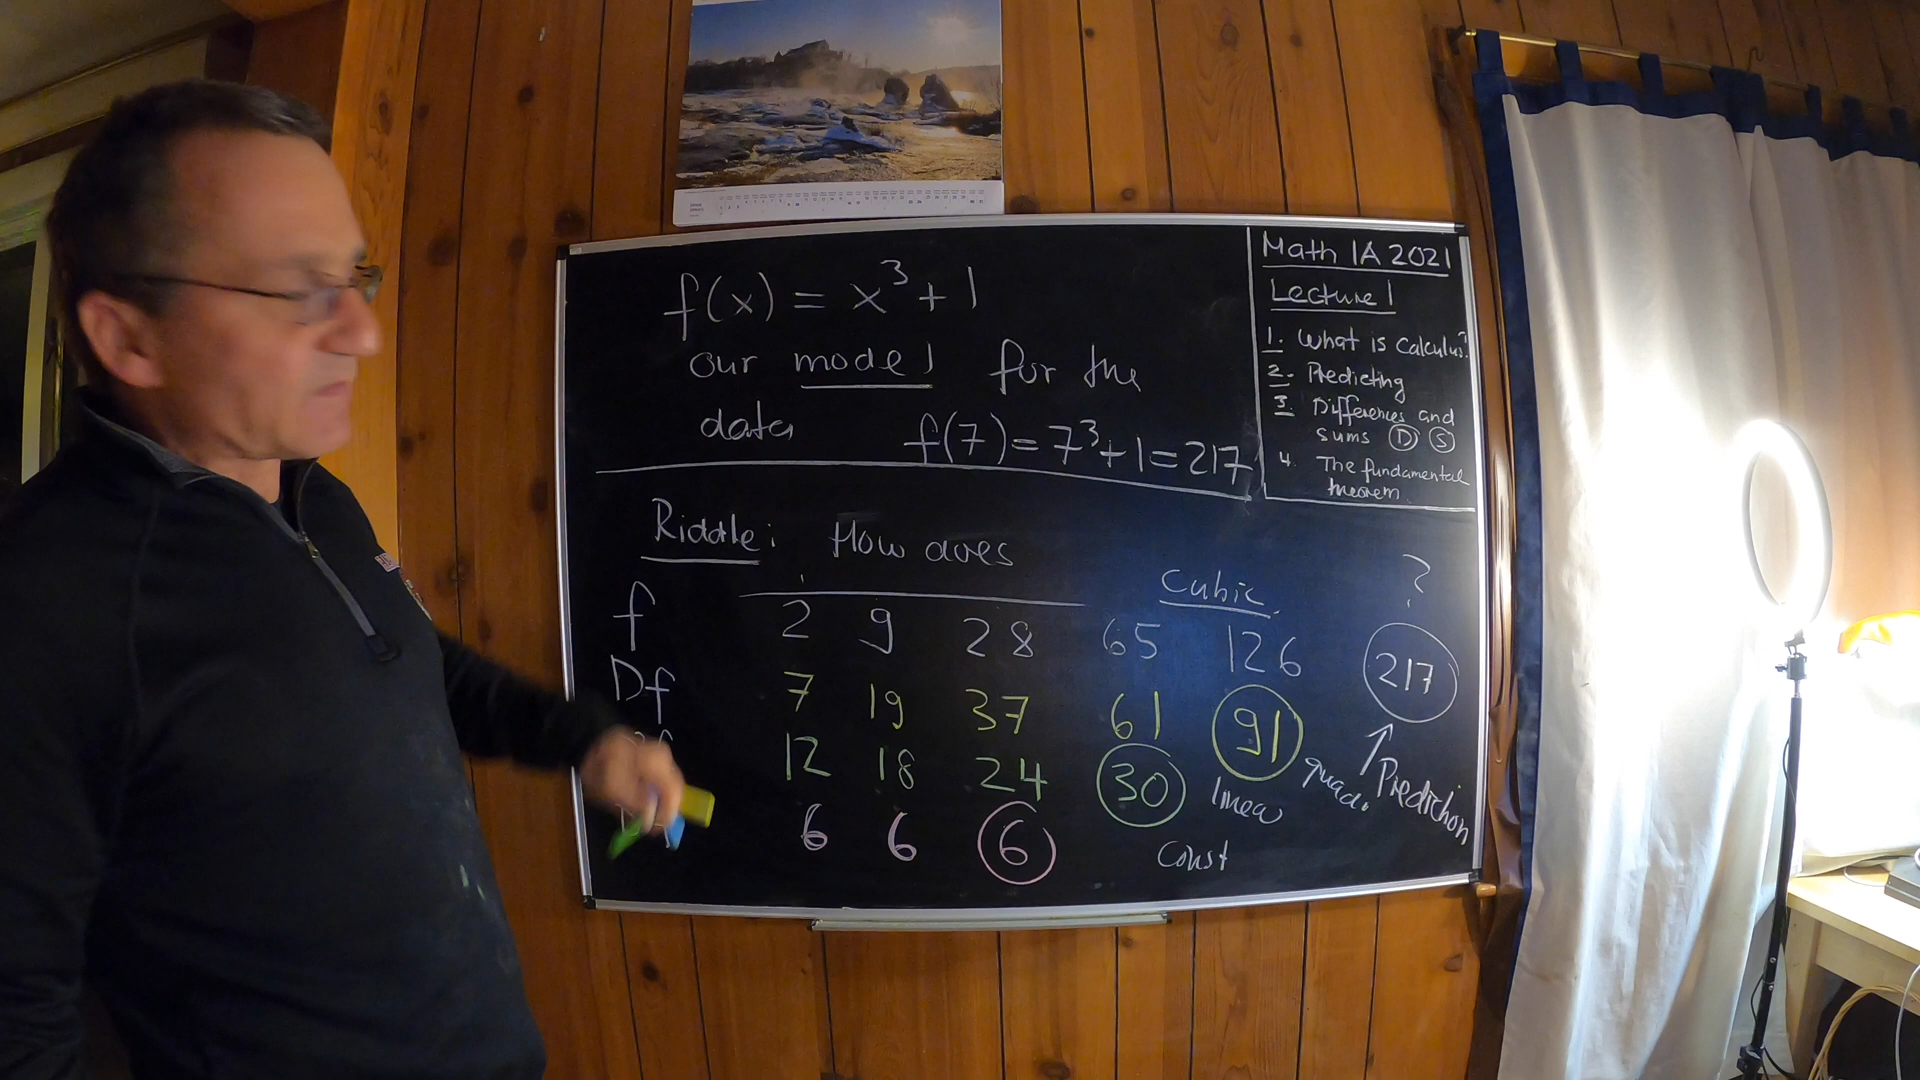 f(x) = x³ + 1
our model for the
data f(7) = 7³ + 1 = 217
Math 1A 2021
Lecture 1
1. What is Calculus?
2. Predicting
3. Differences and
sums D S
4. The fundamental
theorem
Riddle: How does
Cubic ?
f 2 9 28 65 126 217
Df 7 19 37 61 91
12 18 24 30 linear quad. Prediction
6 6 6 const